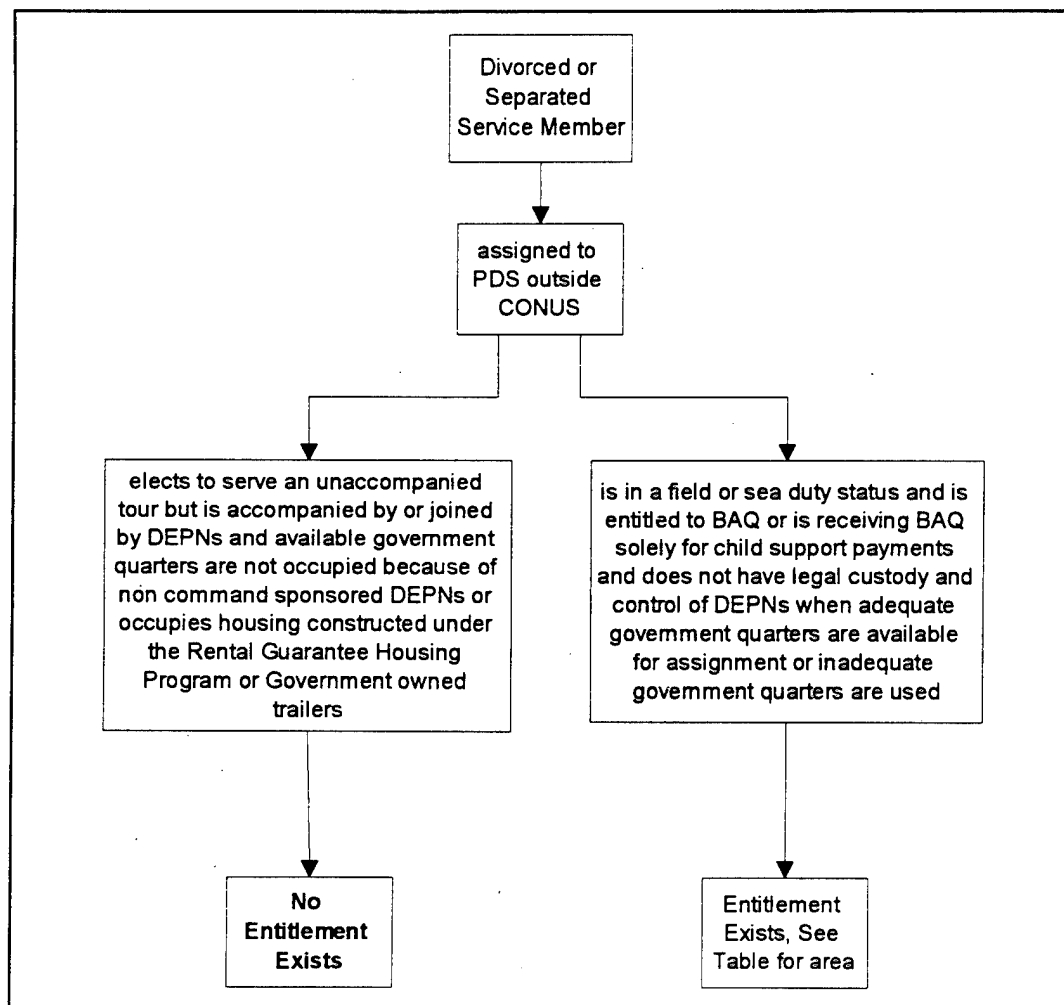 Divorced or
Separated
Service Member
assigned to
PDS outside
CONUS
elects to serve an unaccompanied
tour but is accompanied by or joined
by DEPNs and available government
quarters are not occupied because of
non command sponsored DEPNs or
occupies housing constructed under
the Rental Guarantee Housing
Program or Government owned
trailers
is in a field or sea duty status and is
entitled to BAQ or is receiving BAQ
solely for child support payments
and does not have legal custody and
control of DEPNs when adequate
government quarters are available
for assignment or inadequate
government quarters are used
No
Entitlement
Exists
Entitlement
Exists, See
Table for area